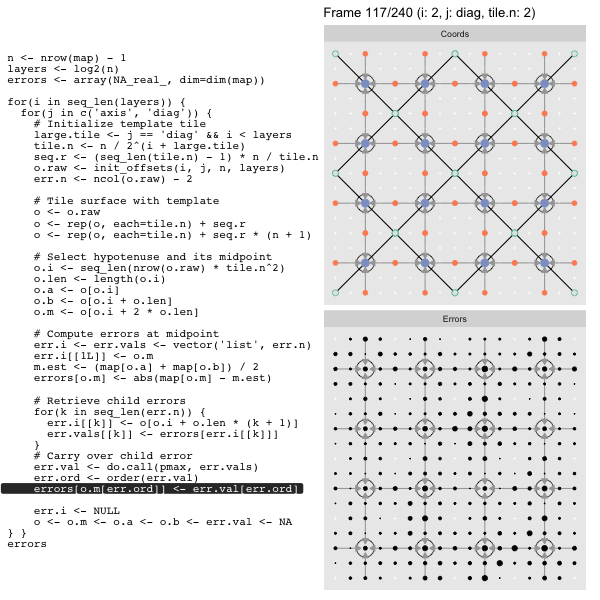 Frame 117/240 (i: 2, j: diag, tile.n: 2)
Coords
n <- nrow(map) - 1
layers <- log2(n)
errors <- array(NA_real_, dim=dim(map))
for(i in seq_len(layers)) {
for(j in c('axis', 'diag')) {
# Initialize template tile
large.tile <- j == 'diag' && i < layers
tile.n <- n / 2^(i + large.tile)
seq.r <- (seq_len(tile.n) - 1) * n / tile.n
o.raw <- init_offsets(i, j, n, layers)
err.n <- ncol(o.raw) - 2
# Tile surface with template
o <- o.raw
o <- rep(o, each=tile.n) + seq.r
o <- rep(o, each=tile.n) + seq.r * (n + 1)
# Select hypotenuse and its midpoint
o.i <- seq_len(nrow(o.raw) * tile.n^2)
o.len <- length(o.i)
o.a <- o[o.i]
o.b <- o[o.i + o.len]
o.m <- o[o.i + 2 * o.len]
# Compute errors at midpoint
err.i <- err.vals <- vector('list', err.n)
err.i[[1L]] <- o.m
m.est <- (map[o.a] + map[o.b]) / 2
errors[o.m] <- abs(map[o.m] - m.est)
# Retrieve child errors
for(k in seq_len(err.n)) {
err.i[[k]] <- o[o.i + o.len * (k + 1)]
err.vals[[k]] <- errors[err.i[[k]]]
}
# Carry over child error
err.val <- do.call(pmax, err.vals)
err.ord <- order(err.val)
errors[o.m[err.ord]] <- err.val[err.ord]
err.i <- NULL
o <- o.m <- o.a <- o.b <- err.val <- NA
} }
errors
Errors